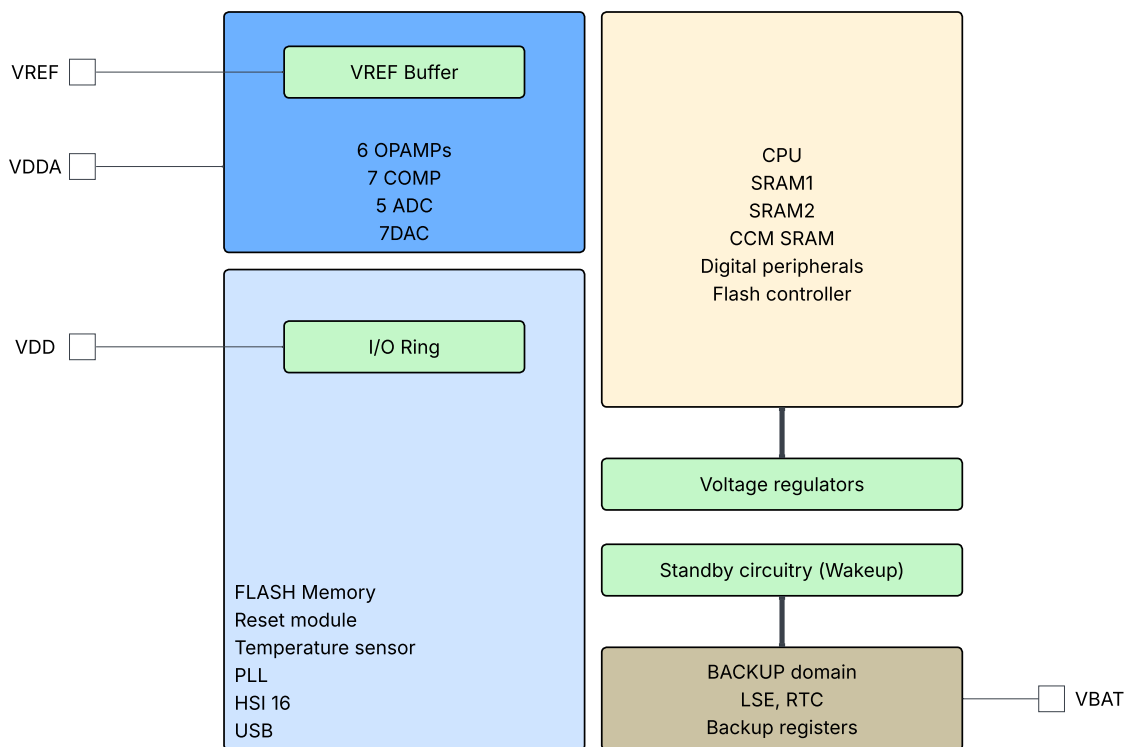 VREF
VREF Buffer
VDDA
6 OPAMPs
7 COMP
5 ADC
7DAC
CPU
SRAM1
SRAM2
CCM SRAM
Digital peripherals
Flash controller
VDD
I/O Ring
Voltage regulators
Standby circuitry (Wakeup)
FLASH Memory
Reset module
Temperature sensor
PLL
HSI 16
USB
BACKUP domain
LSE, RTC
Backup registers
VBAT